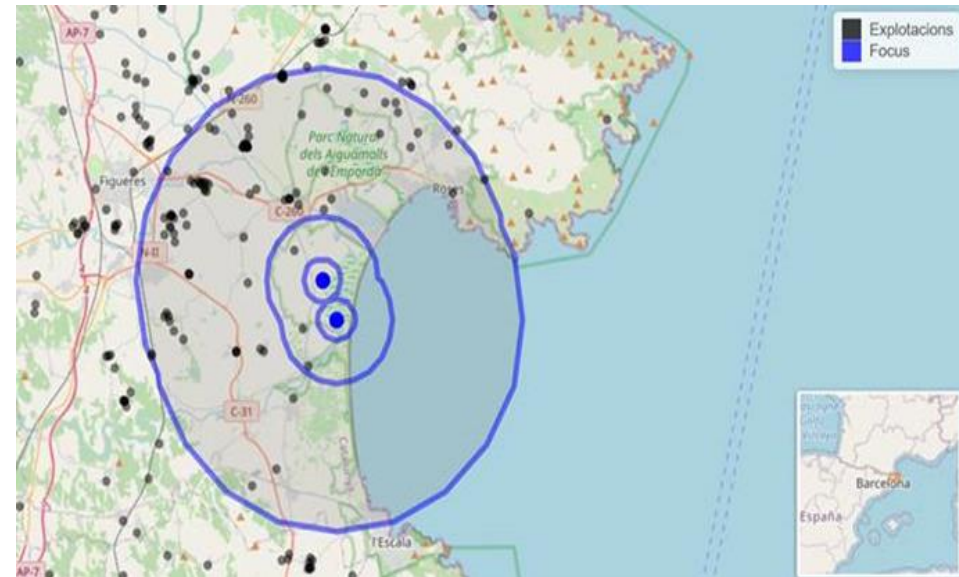 AP-7
Explotacions
Focus
N-260
Parc Natural
dels Aiguamolls
de l'Empordà
Figueres
Roses
C-260
N-II
C-31
l'Escala
AP-7
Barcelona
España